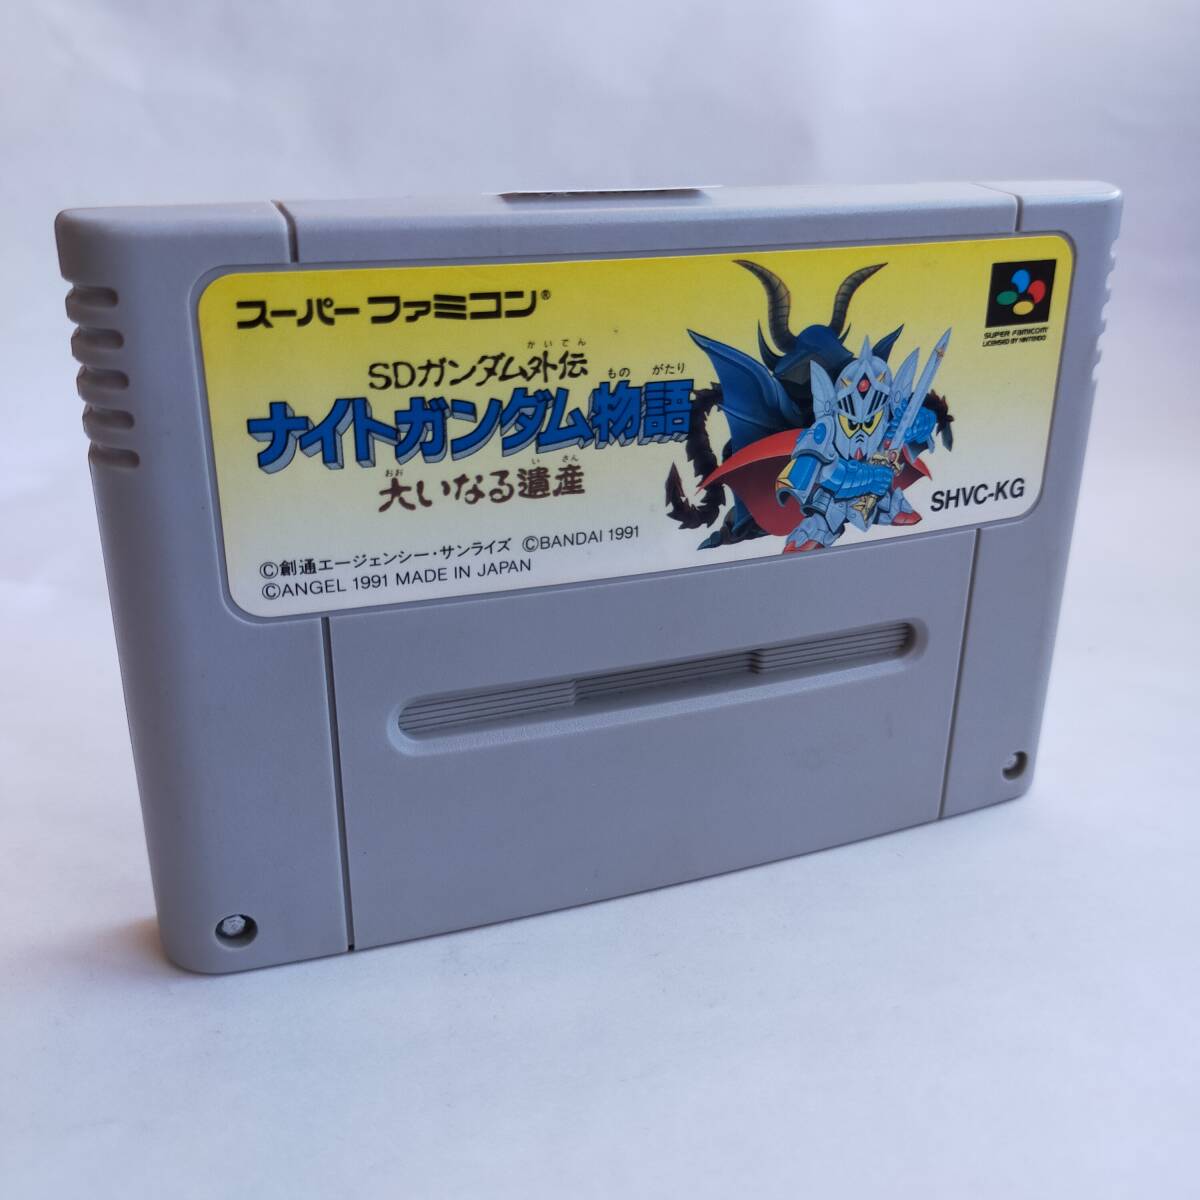 スーパーファミコン®
かいでん
SDガンダム外伝
もの がたり
ナイトガンダム物語
おお い さん
大いなる遺産
©創通エージェンシー・サンライズ ©BANDAI 1991
©ANGEL 1991 MADE IN JAPAN
SUPER FAMICOM
LICENSED BY NINTENDO
SHVC-KG